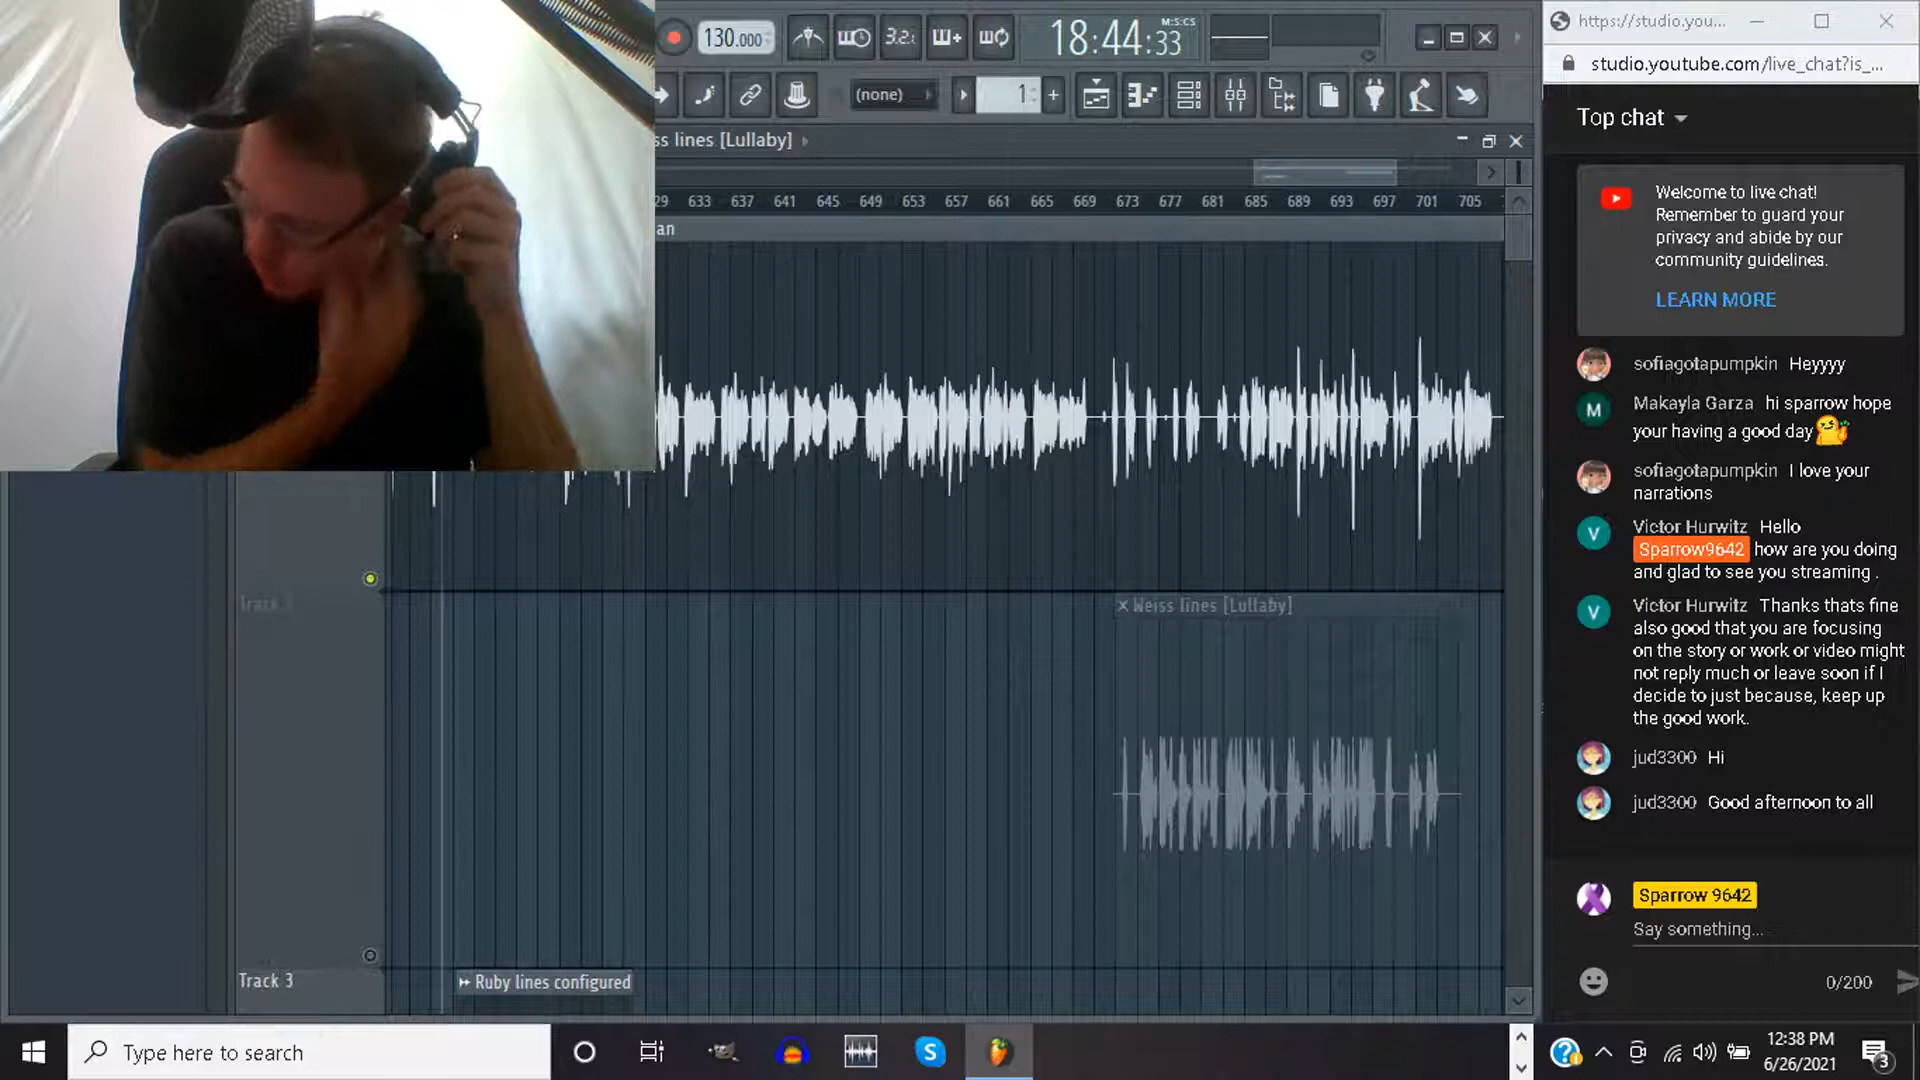 130.000
3.2:
18:44:33
M:S:CS
(none)
1
+
ss lines [Lullaby]
29 633 637 641 645 649 653 657 661 665 669 673 677 681 685 689 693 697 701 705
an
Weiss lines [Lullaby]
Track 3
Ruby lines configured
https://studio.you...
studio.youtube.com/live_chat?is_...
Top chat
Welcome to live chat!
Remember to guard your
privacy and abide by our
community guidelines.
LEARN MORE
sofiagotapumpkin Heyyyy
M
Makayla Garza hi sparrow hope
your having a good day
sofiagotapumpkin I love your
narrations
V
Victor Hurwitz Hello
Sparrow9642 how are you doing
and glad to see you streaming .
V
Victor Hurwitz Thanks thats fine
also good that you are focusing
on the story or work or video might
not reply much or leave soon if I
decide to just because, keep up
the good work.
jud3300 Hi
jud3300 Good afternoon to all
Sparrow 9642
Say something...
0/200
Type here to search
12:38 PM
6/26/2021
3